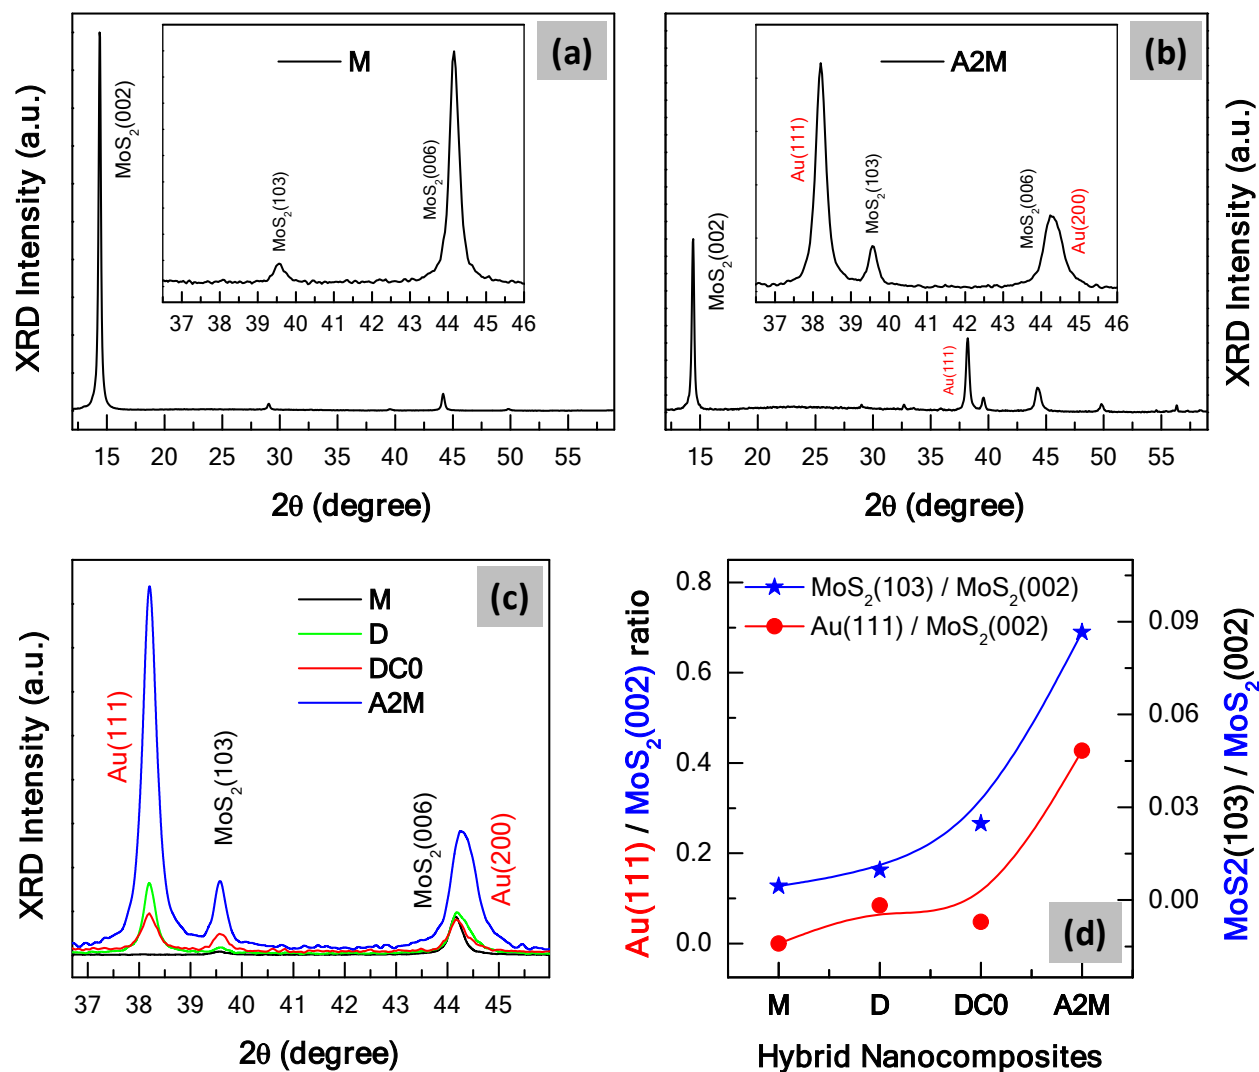 (a)
M
MoS2(002)
MoS2(103)
MoS2(006)
37 38 39 40 41 42 43 44 45 46
15 20 25 30 35 40 45 50 55
2θ (degree)
XRD Intensity (a.u.)
(b)
A2M
MoS2(002)
Au(111)
MoS2(103)
MoS2(006)
Au(200)
37 38 39 40 41 42 43 44 45 46
Au(111)
15 20 25 30 35 40 45 50 55
2θ (degree)
XRD Intensity (a.u.)
(c)
M
D
DC0
A2M
Au(111)
MoS2(103)
MoS2(006)
Au(200)
37 38 39 40 41 42 43 44 45
2θ (degree)
XRD Intensity (a.u.)
(d)
MoS2(103) / MoS2(002)
Au(111) / MoS2(002)
0.8
0.6
0.4
0.2
0.0
Au(111) / MoS2(002) ratio
0.09
0.06
0.03
0.00
MoS2(103) / MoS2(002)
M D DC0 A2M
Hybrid Nanocomposites